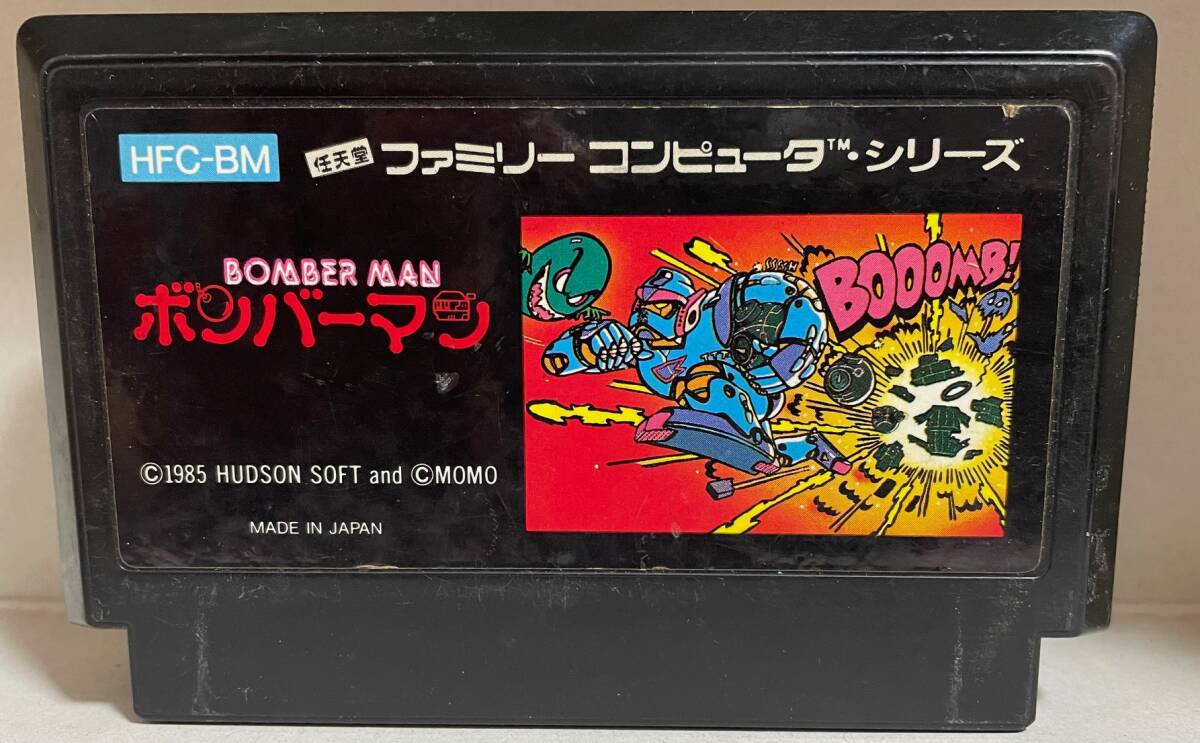 HFC-BM 任天堂 ファミリー コンピュータ™・シリーズ
BOMBER MAN
ボンバーマン
BOOOMB!
©1985 HUDSON SOFT and ©MOMO
MADE IN JAPAN